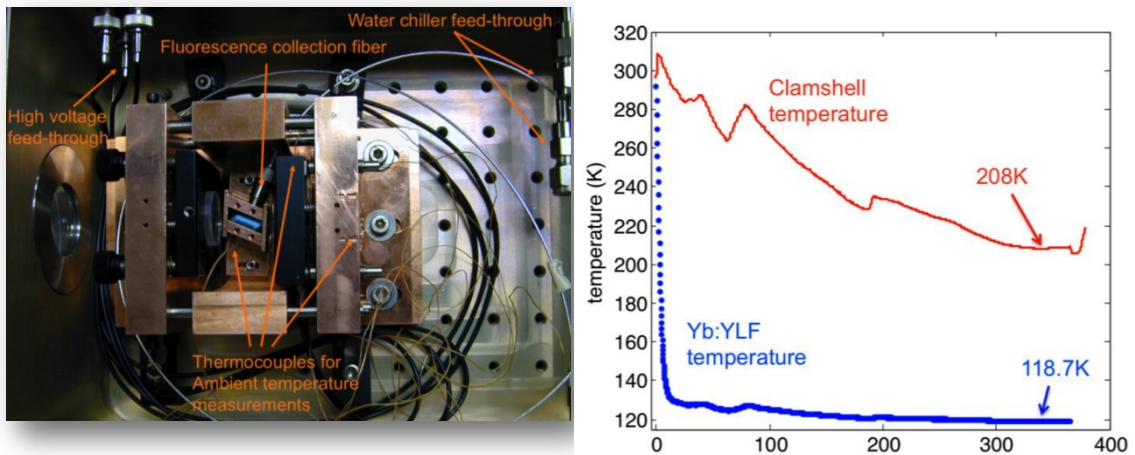 Water chiller feed-through
Fluorescence collection fiber
High voltage
feed-through
Thermocouples for
Ambient temperature
measurements
320
300
280
260
240
220
200
180
160
140
120
temperature (K)
Clamshell
temperature
208K
Yb:YLF
temperature
118.7K
0
100
200
300
400